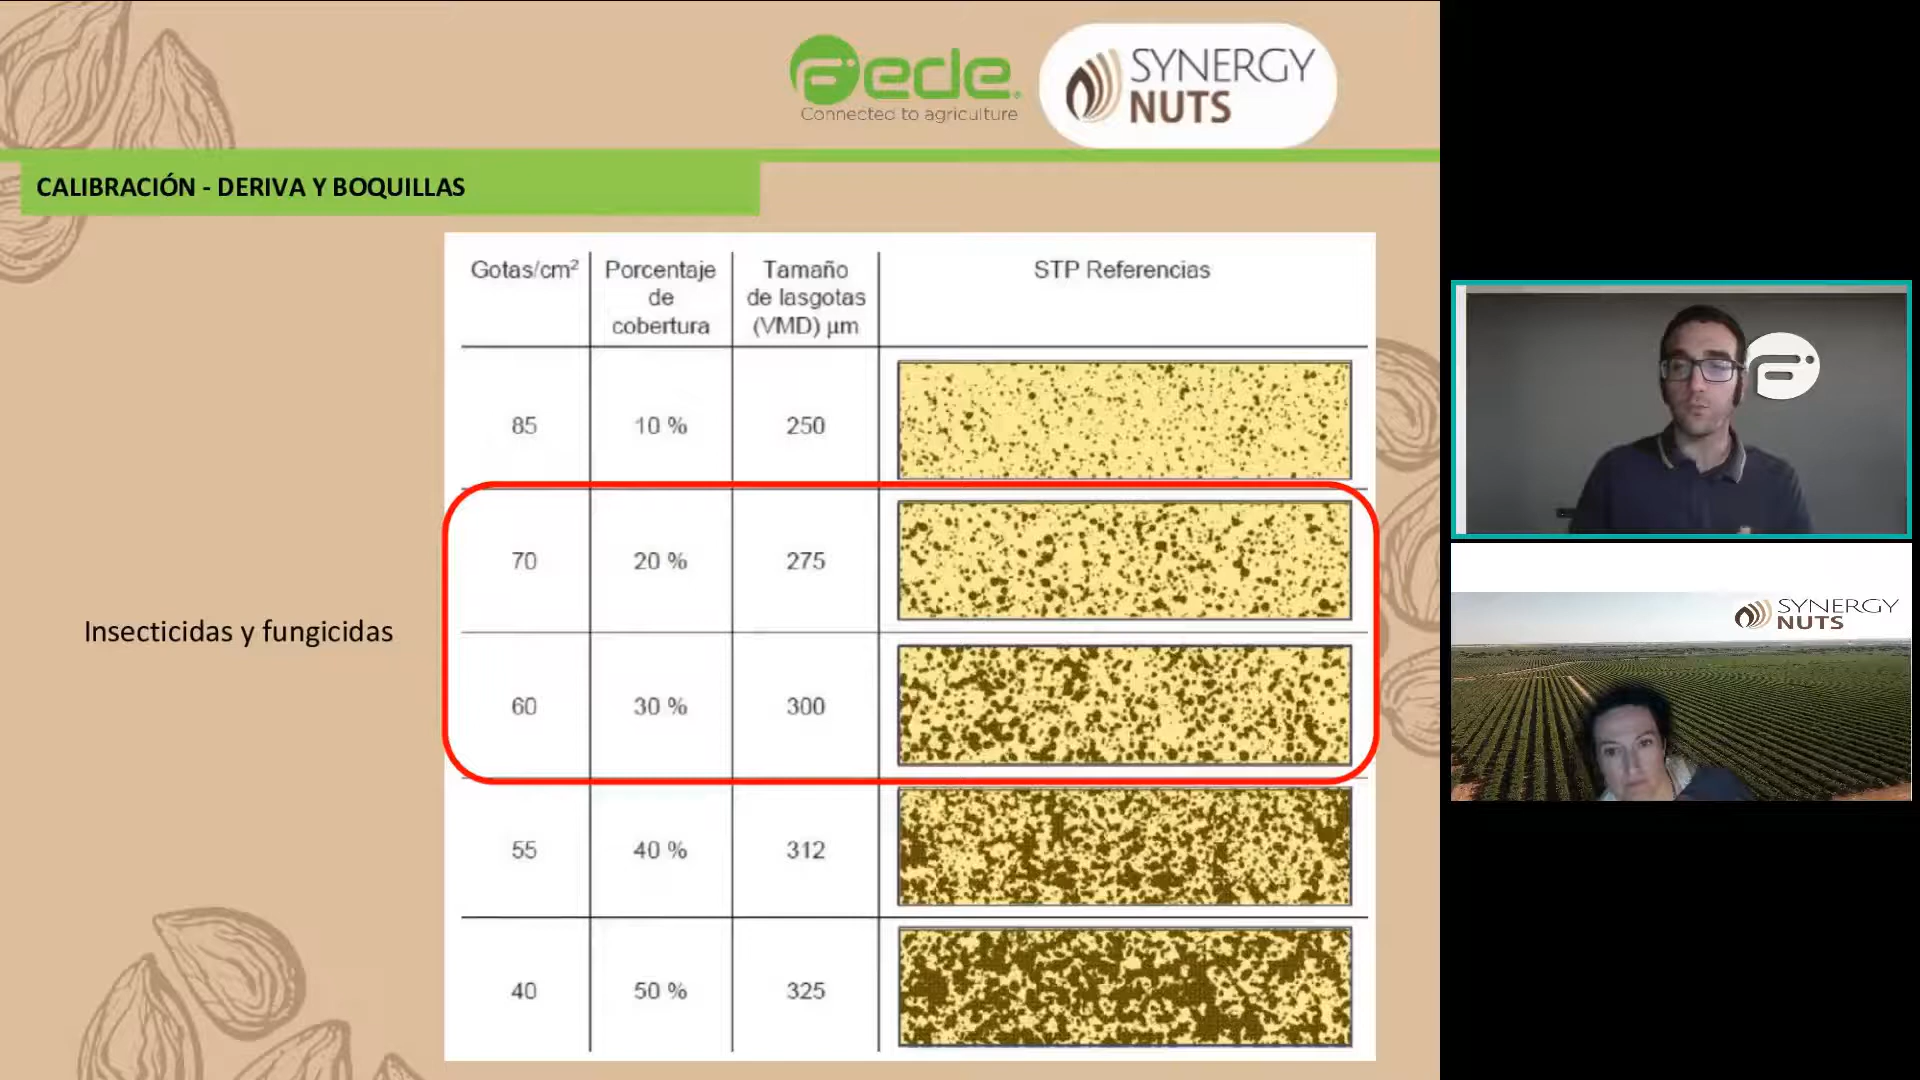 Fede.
Connected to agriculture
SYNERGY
NUTS
CALIBRACIÓN - DERIVA Y BOQUILLAS
Gotas/cm² Porcentaje de cobertura Tamaño de lasgotas (VMD) µm STP Referencias
85 10 % 250
70 20 % 275
60 30 % 300
55 40 % 312
40 50 % 325
Insecticidas y fungicidas
SYNERGY
NUTS